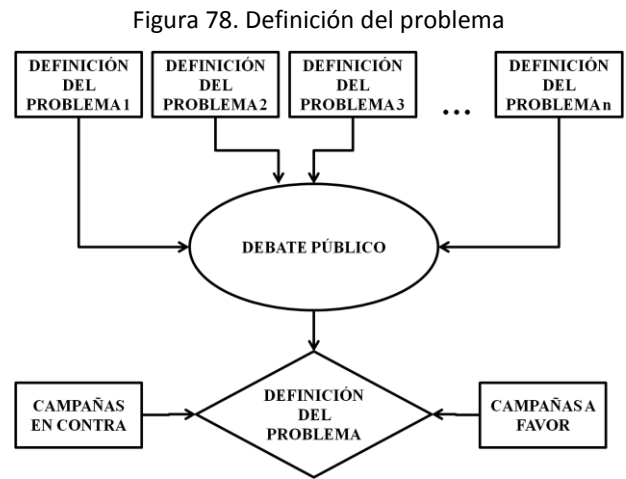 Figura 78. Definición del problema
DEFINICIÓN
DEL
PROBLEMA 1
DEFINICIÓN
DEL
PROBLEMA 2
DEFINICIÓN
DEL
PROBLEMA 3
...
DEFINICIÓN
DEL
PROBLEMA n
DEBATE PÚBLICO
CAMPAÑAS
EN CONTRA
DEFINICIÓN
DEL
PROBLEMA
CAMPAÑAS A
FAVOR